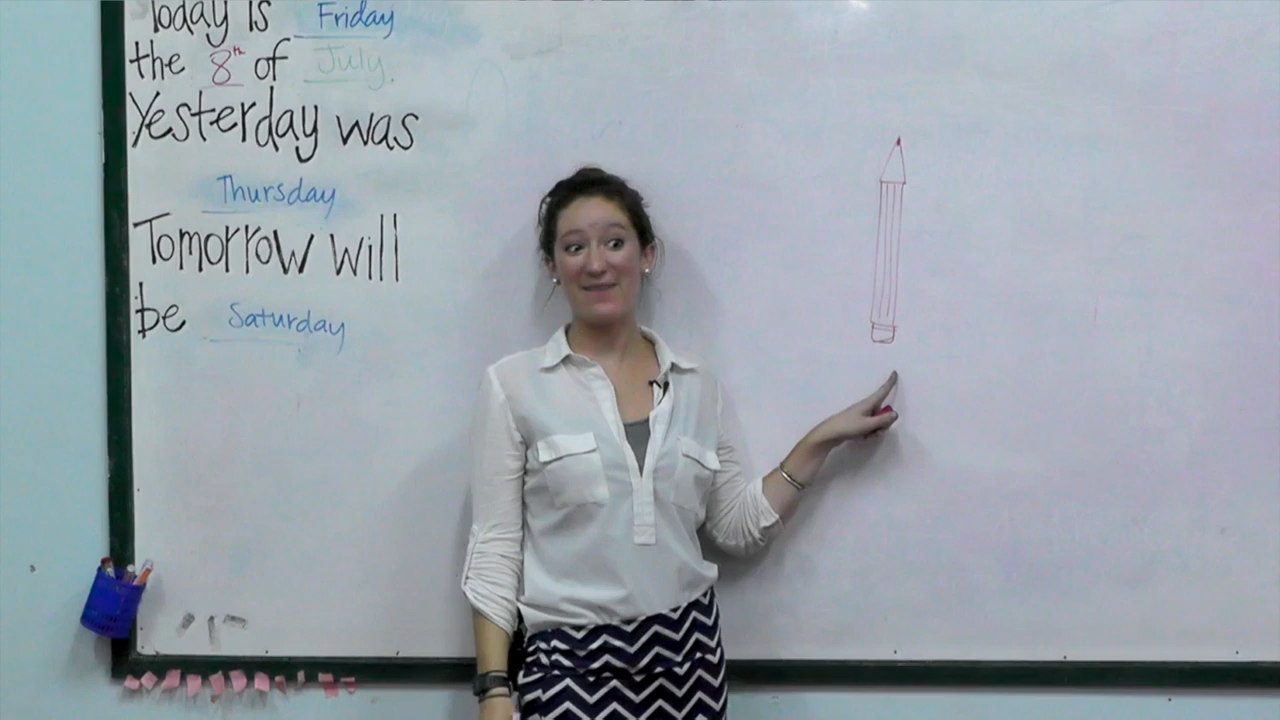 Today is Friday
the 8th of July.
Yesterday was
Thursday
Tomorrow will
be Saturday